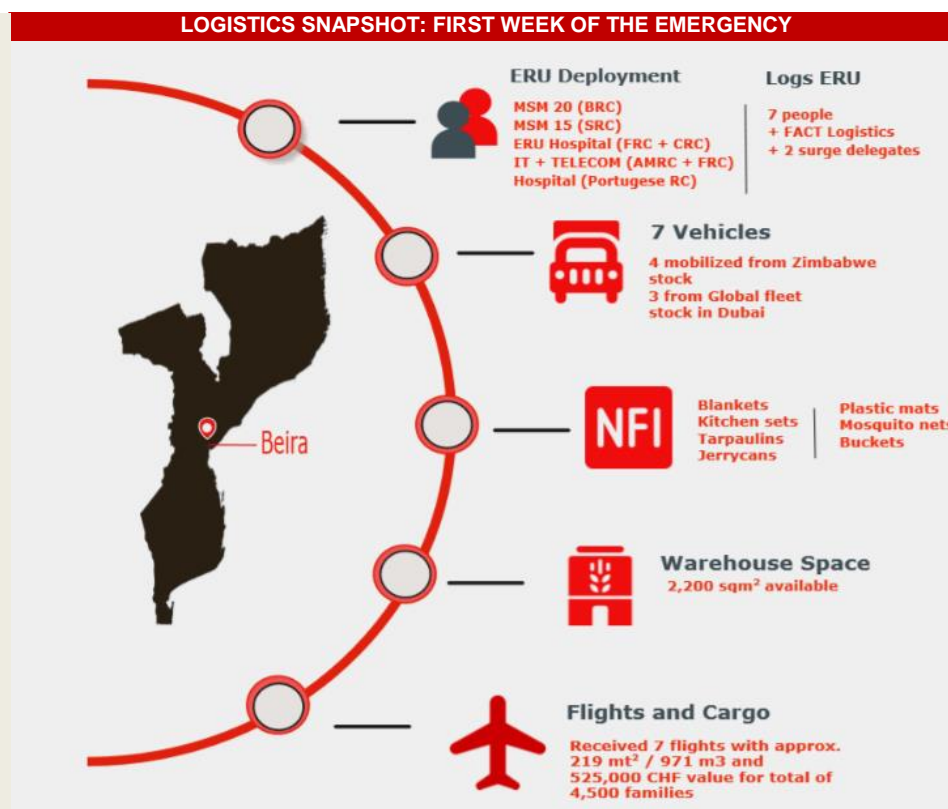 LOGISTICS SNAPSHOT: FIRST WEEK OF THE EMERGENCY
ERU Deployment
MSM 20 (BRC)
MSM 15 (SRC)
ERU Hospital (FRC + CRC)
IT + TELECOM (AMRC + FRC)
Hospital (Portugese RC)
Logs ERU
7 people
+ FACT Logistics
+ 2 surge delegates
7 Vehicles
4 mobilized from Zimbabwe
stock
3 from Global fleet
stock in Dubai
Beira
NFI
Blankets
Kitchen sets
Tarpaulins
Jerrycans
Plastic mats
Mosquito nets
Buckets
Warehouse Space
2,200 sqm² available
Flights and Cargo
Received 7 flights with approx.
219 mt² / 971 m3 and
525,000 CHF value for total of
4,500 families